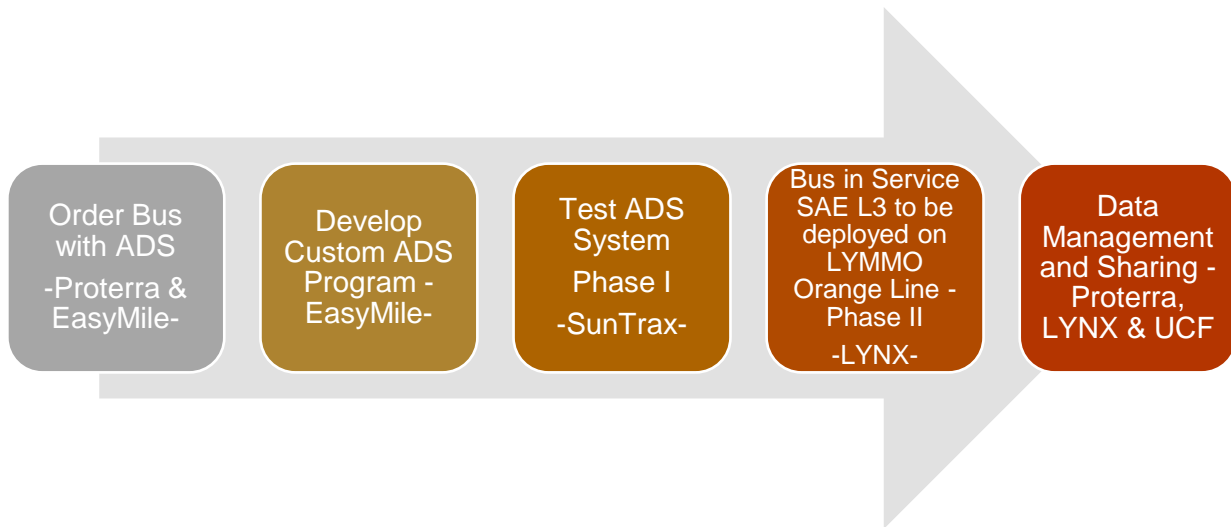 Order Bus
with ADS
-Proterra &
EasyMile-
Develop
Custom ADS
Program -
EasyMile-
Test ADS
System
Phase I
-SunTrax-
Bus in Service
SAE L3 to be
deployed on
LYMMO
Orange Line -
Phase II
-LYNX-
Data
Management
and Sharing -
Proterra,
LYNX & UCF